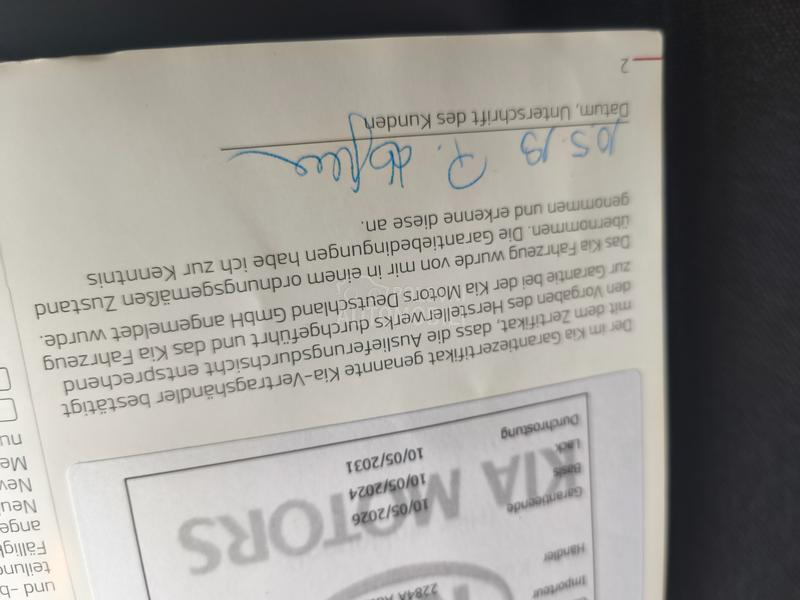 Importeur
Händler
KIA MOTORS
Garantieende
Basis 10/05/2026
Lack 10/05/2024
Durchrostung 10/05/2031
Der im Kia Garantiezertifikat genannte Kia-Vertragshändler bestätigt
mit dem Zertifikat, dass die Auslieferungsdurchsicht entsprechend
den Vorgaben des Herstellerwerks durchgeführt und das Kia Fahrzeug
zur Garantie bei der Kia Motors Deutschland GmbH angemeldet wurde.
Das Kia Fahrzeug wurde von mir in einem ordnungsgemäßen Zustand
übernommen. Die Garantiebedingungen habe ich zur Kenntnis
genommen und erkenne diese an.
Datum, Unterschrift des Kunden
2